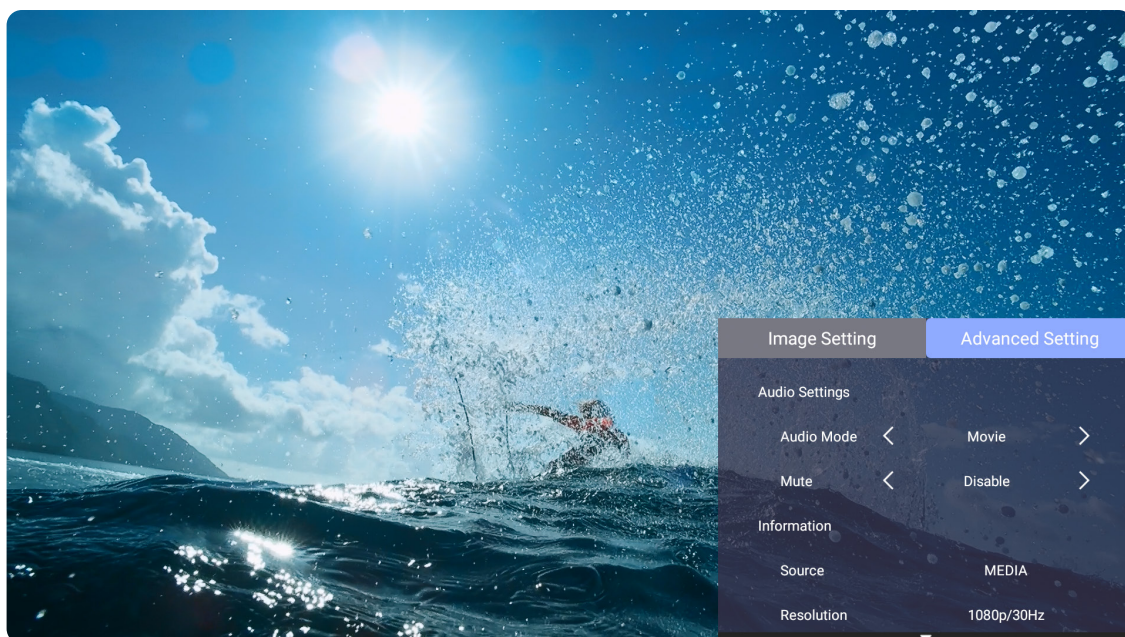 Image Setting Advanced Setting
Audio Settings
Audio Mode Movie
Mute Disable
Information
Source MEDIA
Resolution 1080p/30Hz